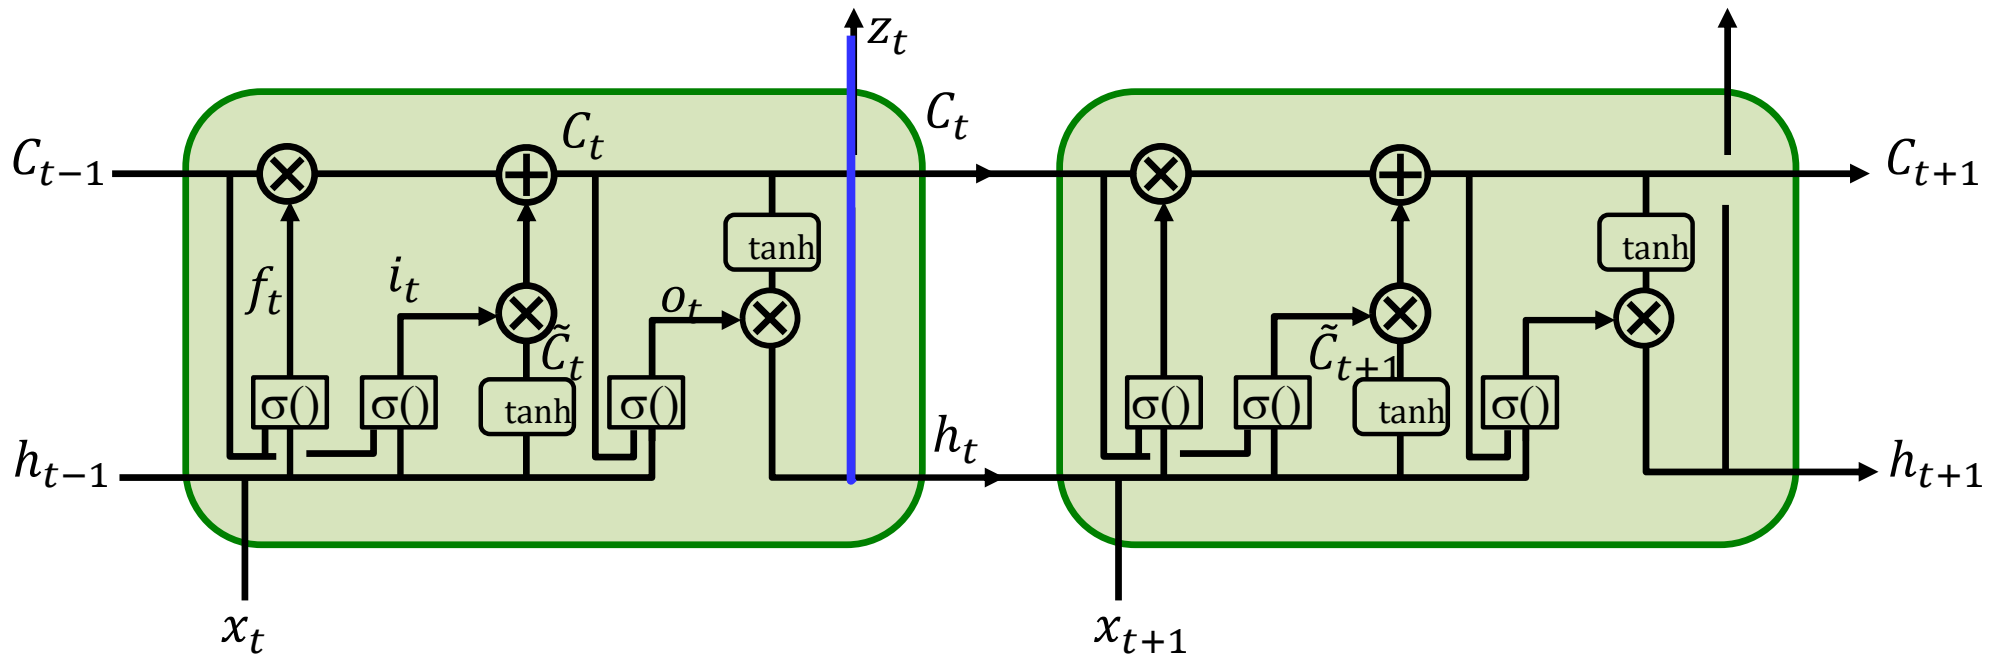 z_t
C_{t−1}
C_t
C_t
C_{t+1}
tanh
tanh
f_t
i_t
o_t
C̃_t
C̃_{t+1}
σ()
σ()
tanh
σ()
σ()
σ()
tanh
σ()
h_{t−1}
h_t
h_{t+1}
x_t
x_{t+1}